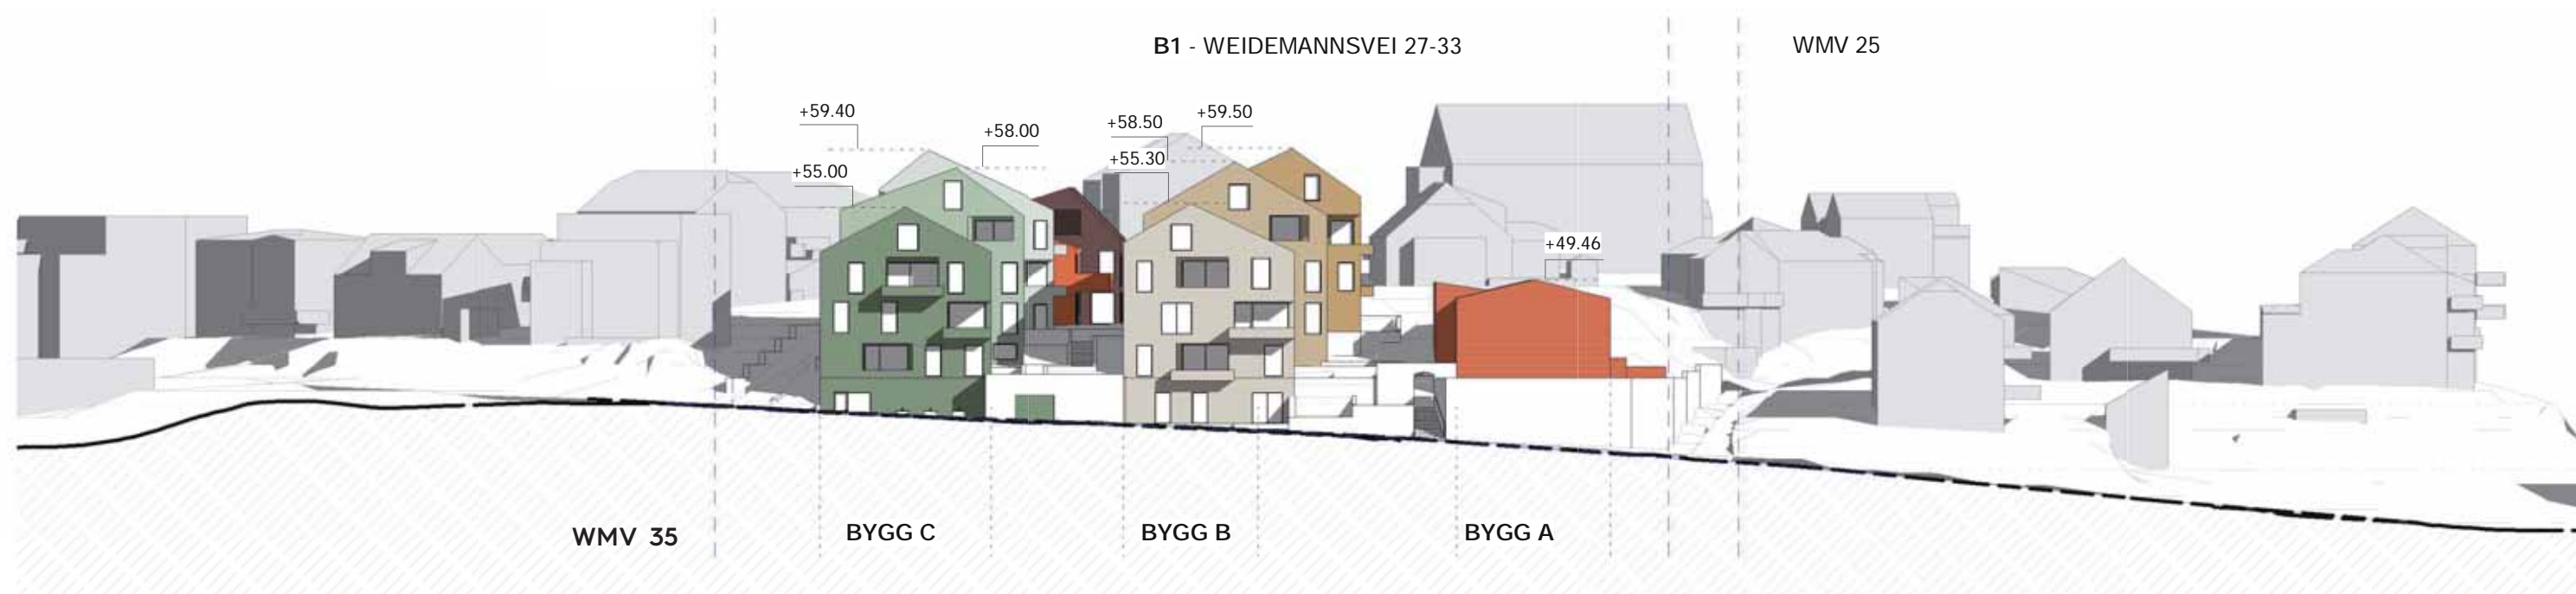 B1 - WEIDEMANNSVEI 27-33
WMV 25
+59.40
+58.00
+58.50
+59.50
+55.00
+55.30
+49.46
WMV 35
BYGG C
BYGG B
BYGG A